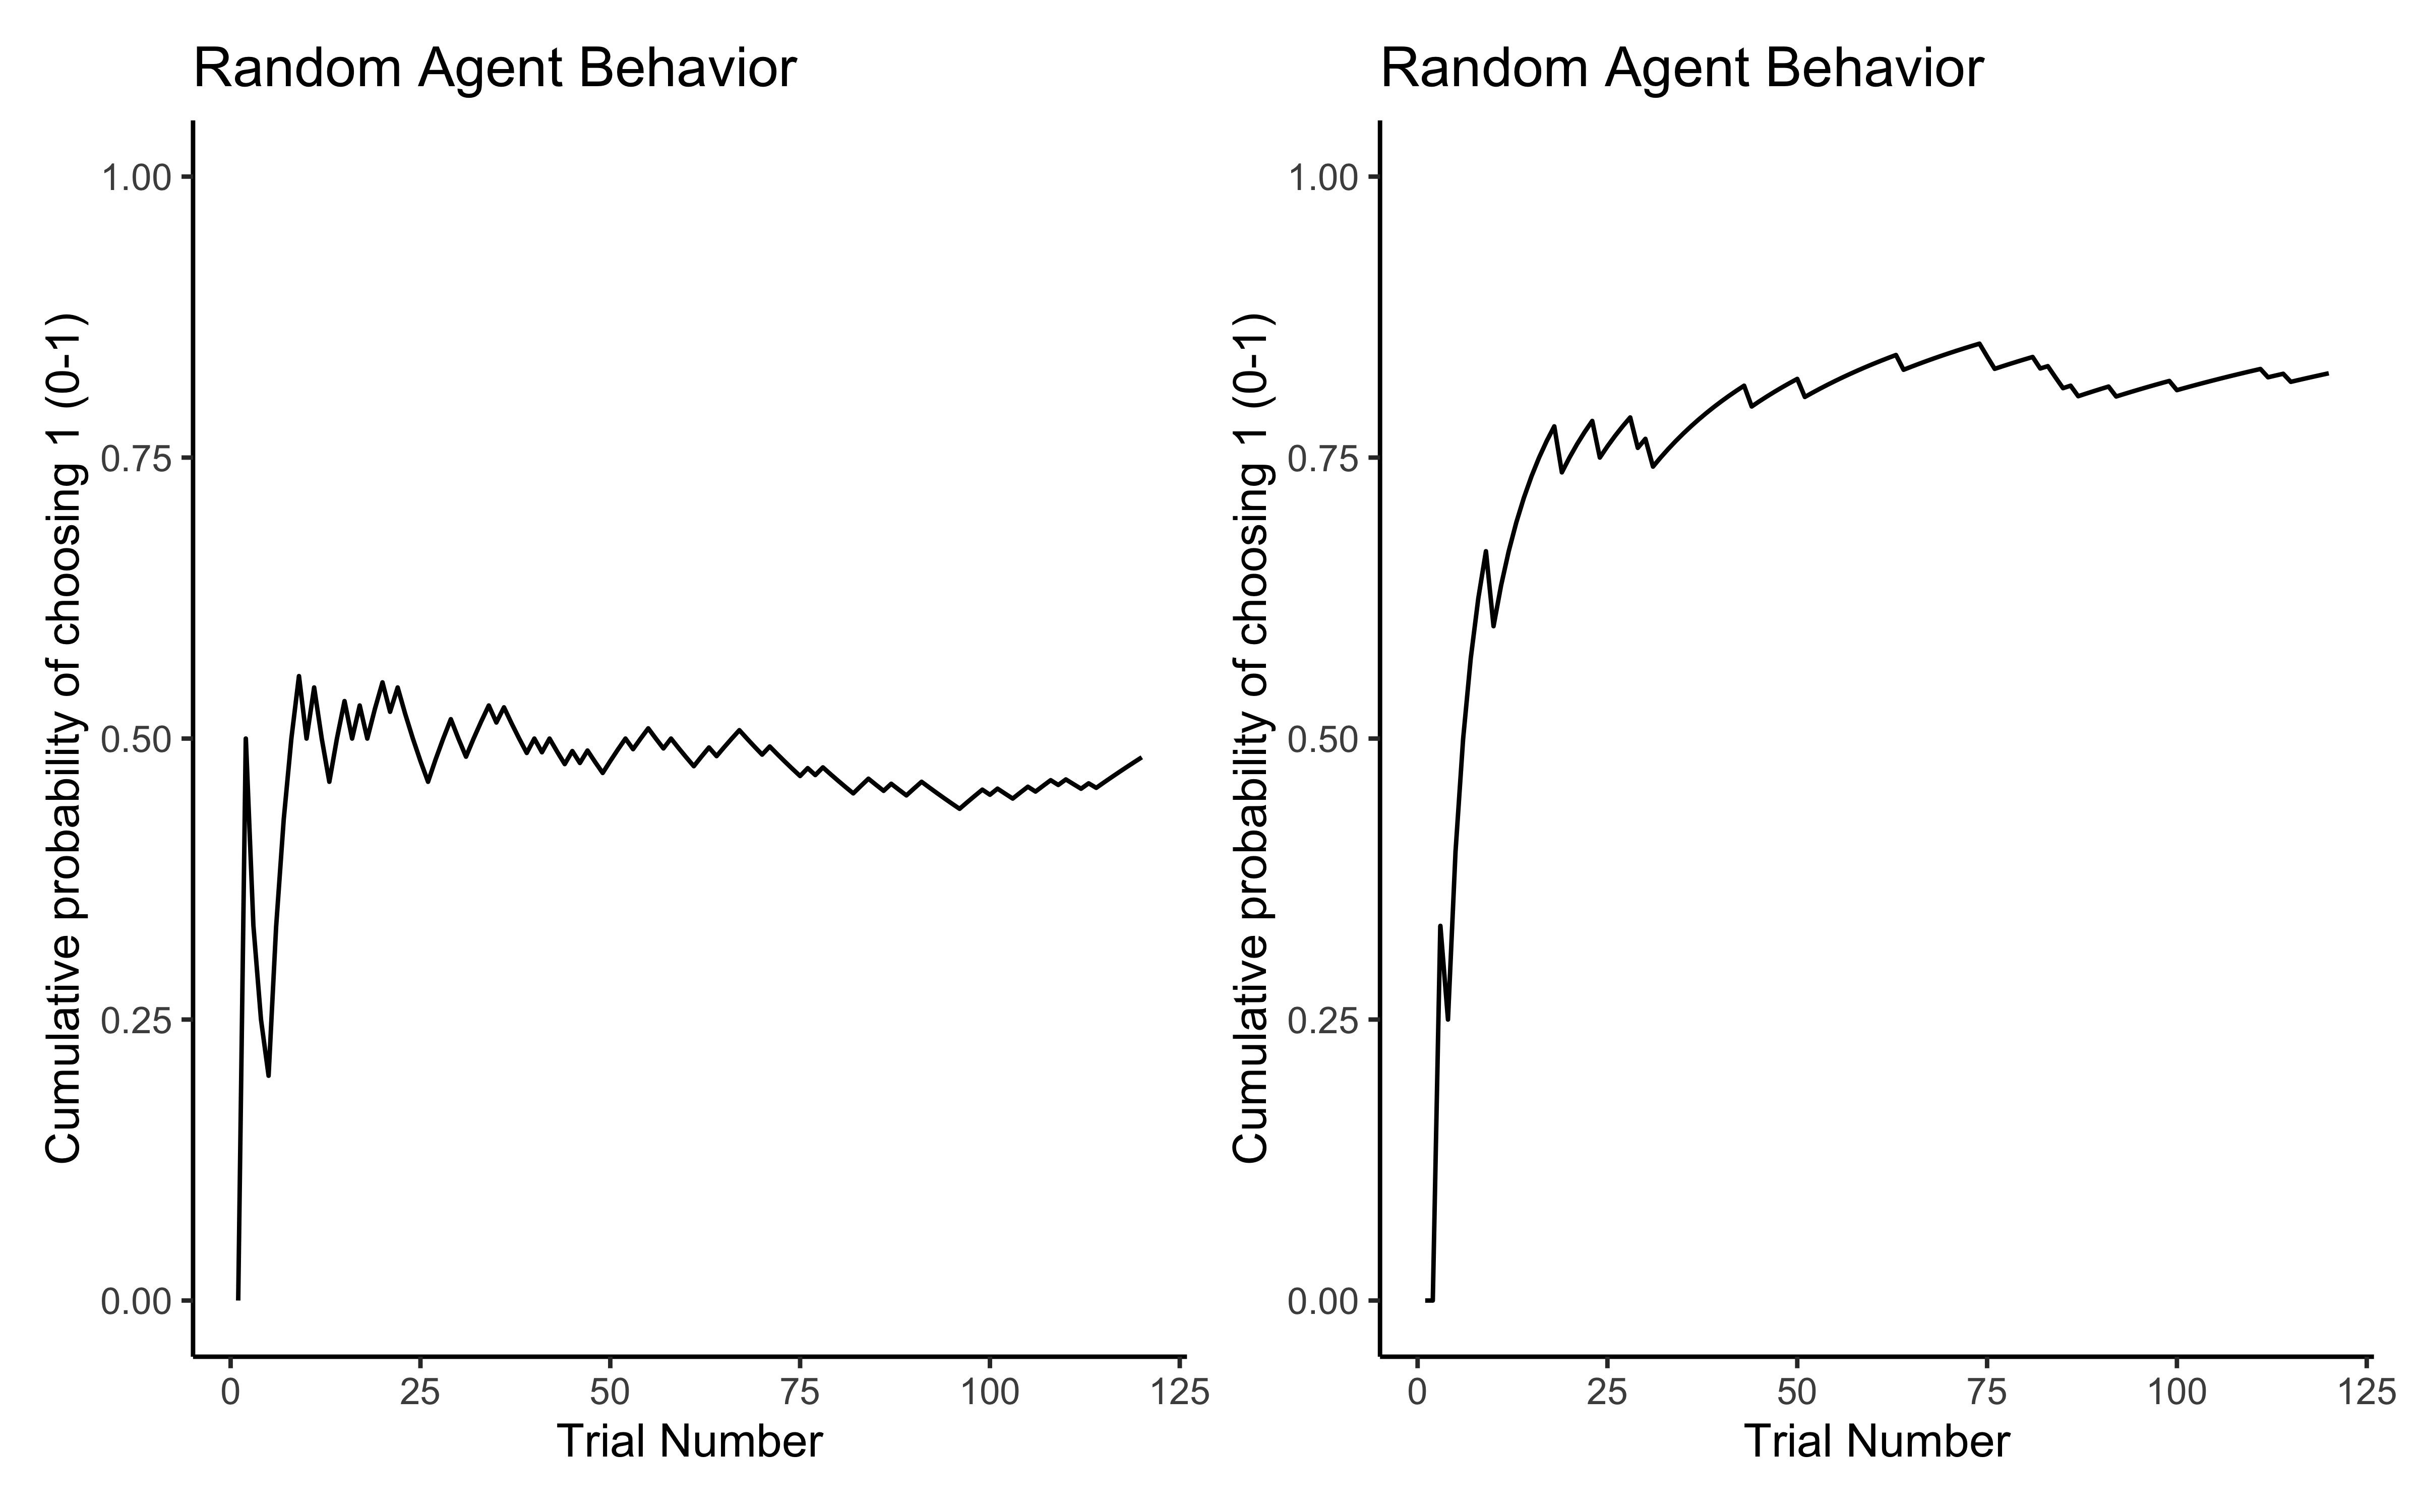 Random Agent Behavior
Cumulative probability of choosing 1 (0-1)
1.00
0.75
0.50
0.25
0.00
0 25 50 75 100 125
Trial Number
Random Agent Behavior
Cumulative probability of choosing 1 (0-1)
1.00
0.75
0.50
0.25
0.00
0 25 50 75 100 125
Trial Number